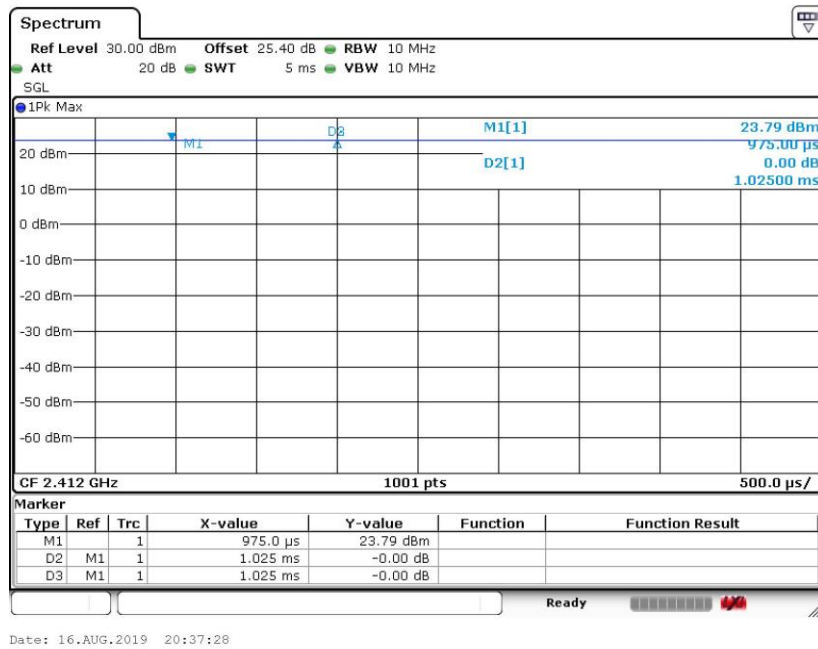 Spectrum
Ref Level 30.00 dBm Offset 25.40 dB RBW 10 MHz
Att 20 dB SWT 5 ms VBW 10 MHz
SGL
1Pk Max
M1[1] 23.79 dBm
975.00 µs
D2[1] 0.00 dB
1.02500 ms
M1
20 dBm
10 dBm
0 dBm
-10 dBm
-20 dBm
-30 dBm
-40 dBm
-50 dBm
-60 dBm
CF 2.412 GHz 1001 pts 500.0 µs/
Marker
Type Ref Trc X-value Y-value Function Function Result
M1 1 975.0 µs 23.79 dBm
D2 M1 1 1.025 ms -0.00 dB
D3 M1 1 1.025 ms -0.00 dB
Ready
Date: 16.AUG.2019 20:37:28